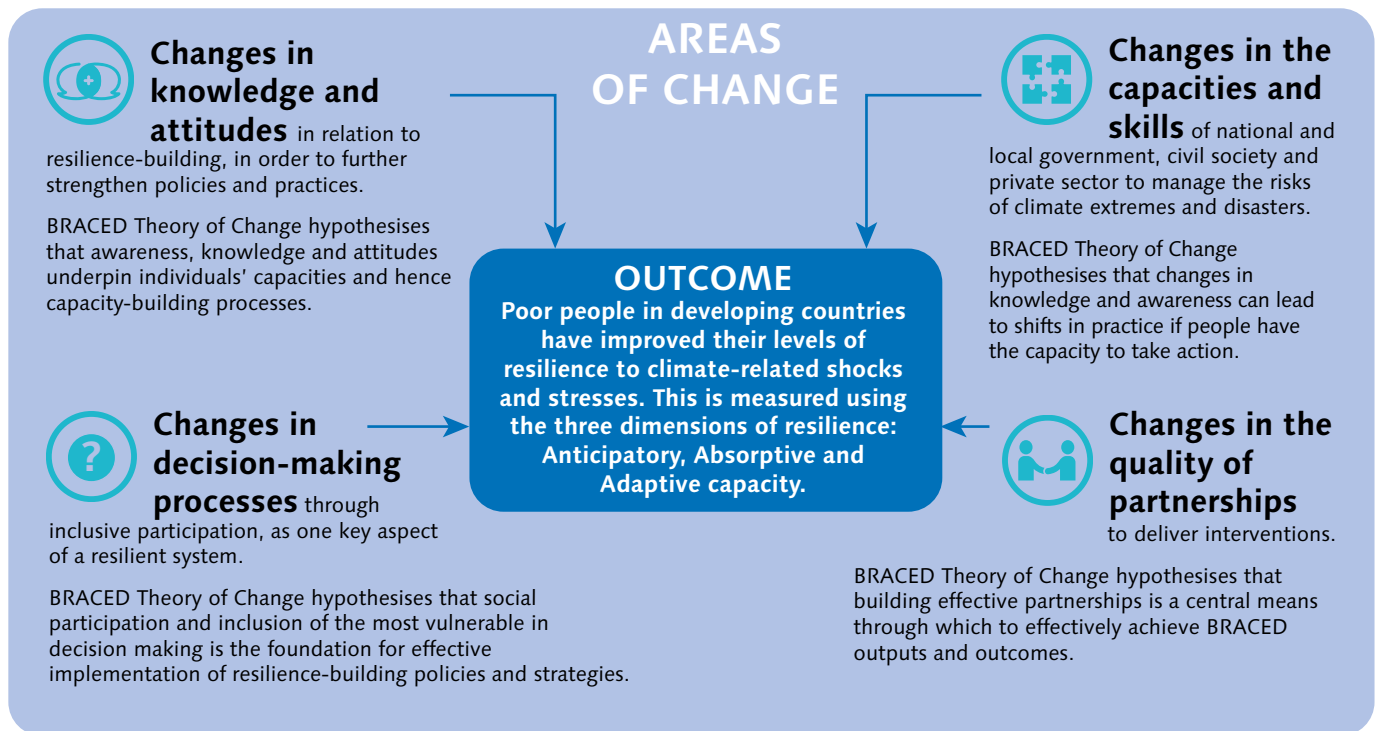 AREAS
OF CHANGE
Changes in
knowledge and
attitudes in relation to
resilience-building, in order to further
strengthen policies and practices.
BRACED Theory of Change hypothesises
that awareness, knowledge and attitudes
underpin individuals’ capacities and hence
capacity-building processes.
Changes in the
capacities and
skills of national and
local government, civil society and
private sector to manage the risks
of climate extremes and disasters.
BRACED Theory of Change
hypothesises that changes in
knowledge and awareness can lead
to shifts in practice if people have
the capacity to take action.
OUTCOME
Poor people in developing countries
have improved their levels of
resilience to climate-related shocks
and stresses. This is measured using
the three dimensions of resilience:
Anticipatory, Absorptive and
Adaptive capacity.
?
Changes in
decision-making
processes through
inclusive participation, as one key aspect
of a resilient system.
BRACED Theory of Change hypothesises that social
participation and inclusion of the most vulnerable in
decision making is the foundation for effective
implementation of resilience-building policies and strategies.
Changes in the
quality of
partnerships
to deliver interventions.
BRACED Theory of Change hypothesises that
building effective partnerships is a central means
through which to effectively achieve BRACED
outputs and outcomes.